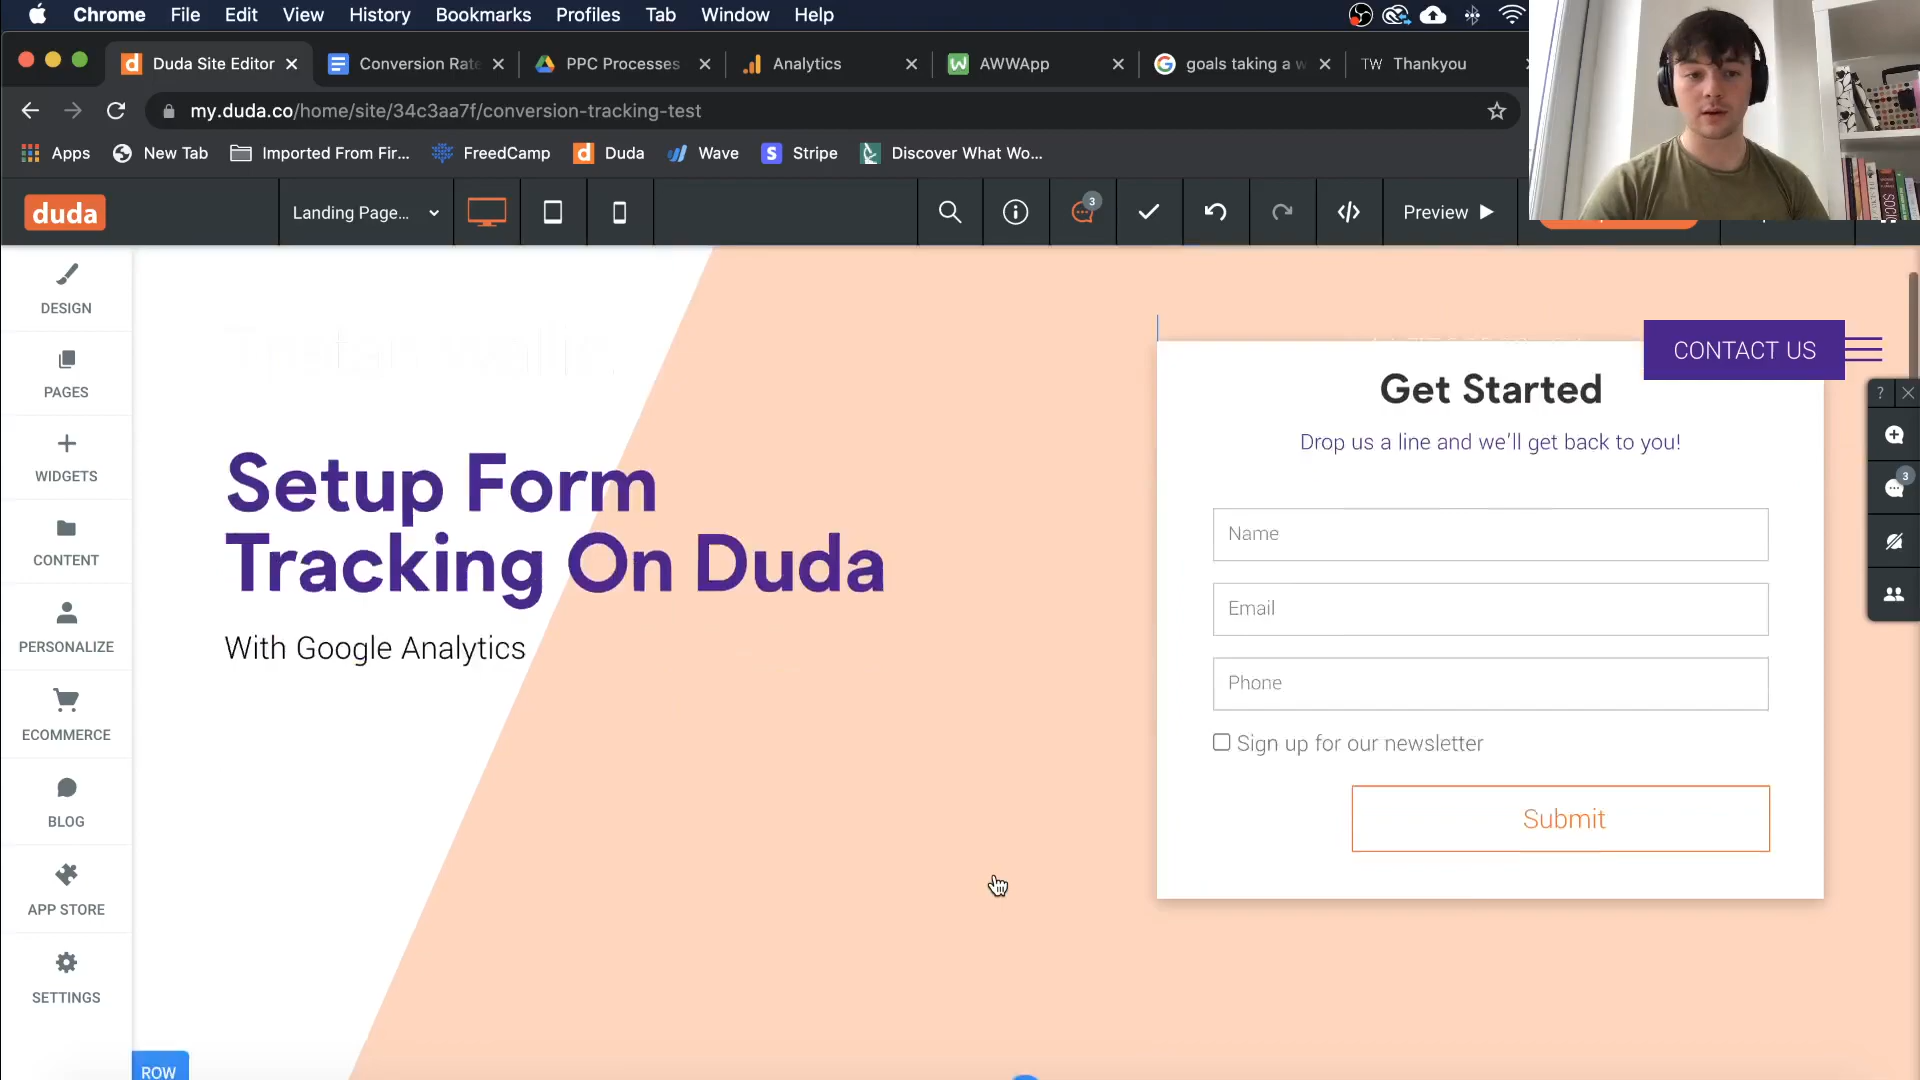 Chrome File Edit View History Bookmarks Profiles Tab Window Help
Duda Site Editor Conversion Rate PPC Processes Analytics AWWApp goals taking a w TW Thankyou
my.duda.co/home/site/34c3aa7f/conversion-tracking-test
Apps New Tab Imported From Fir... FreedCamp Duda Wave Stripe Discover What Wo...
duda Landing Page... 3 Preview
DESIGN
PAGES
WIDGETS
CONTENT
PERSONALIZE
ECOMMERCE
BLOG
APP STORE
SETTINGS
Setup Form
Tracking On Duda
With Google Analytics
CONTACT US
Get Started
Drop us a line and we'll get back to you!
Name
Email
Phone
Sign up for our newsletter
Submit
?
3
ROW